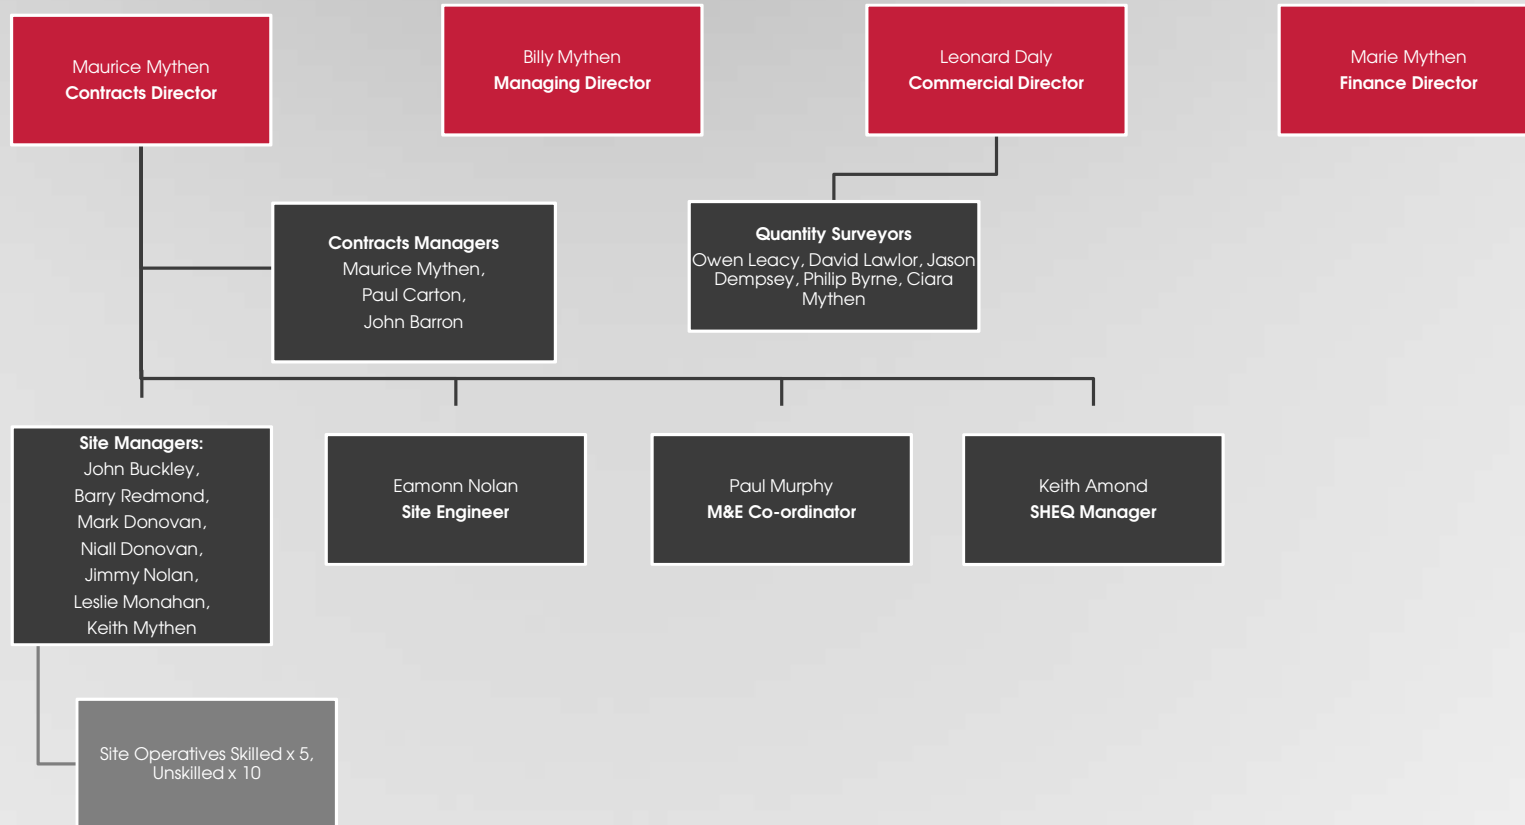 Maurice Mythen
Contracts Director
Billy Mythen
Managing Director
Leonard Daly
Commercial Director
Marie Mythen
Finance Director
Contracts Managers
Maurice Mythen,
Paul Carton,
John Barron
Quantity Surveyors
Owen Leacy, David Lawlor, Jason
Dempsey, Philip Byrne, Ciara
Mythen
Site Managers:
John Buckley,
Barry Redmond,
Mark Donovan,
Niall Donovan,
Jimmy Nolan,
Leslie Monahan,
Keith Mythen
Eamonn Nolan
Site Engineer
Paul Murphy
M&E Co-ordinator
Keith Amond
SHEQ Manager
Site Operatives Skilled x 5,
Unskilled x 10